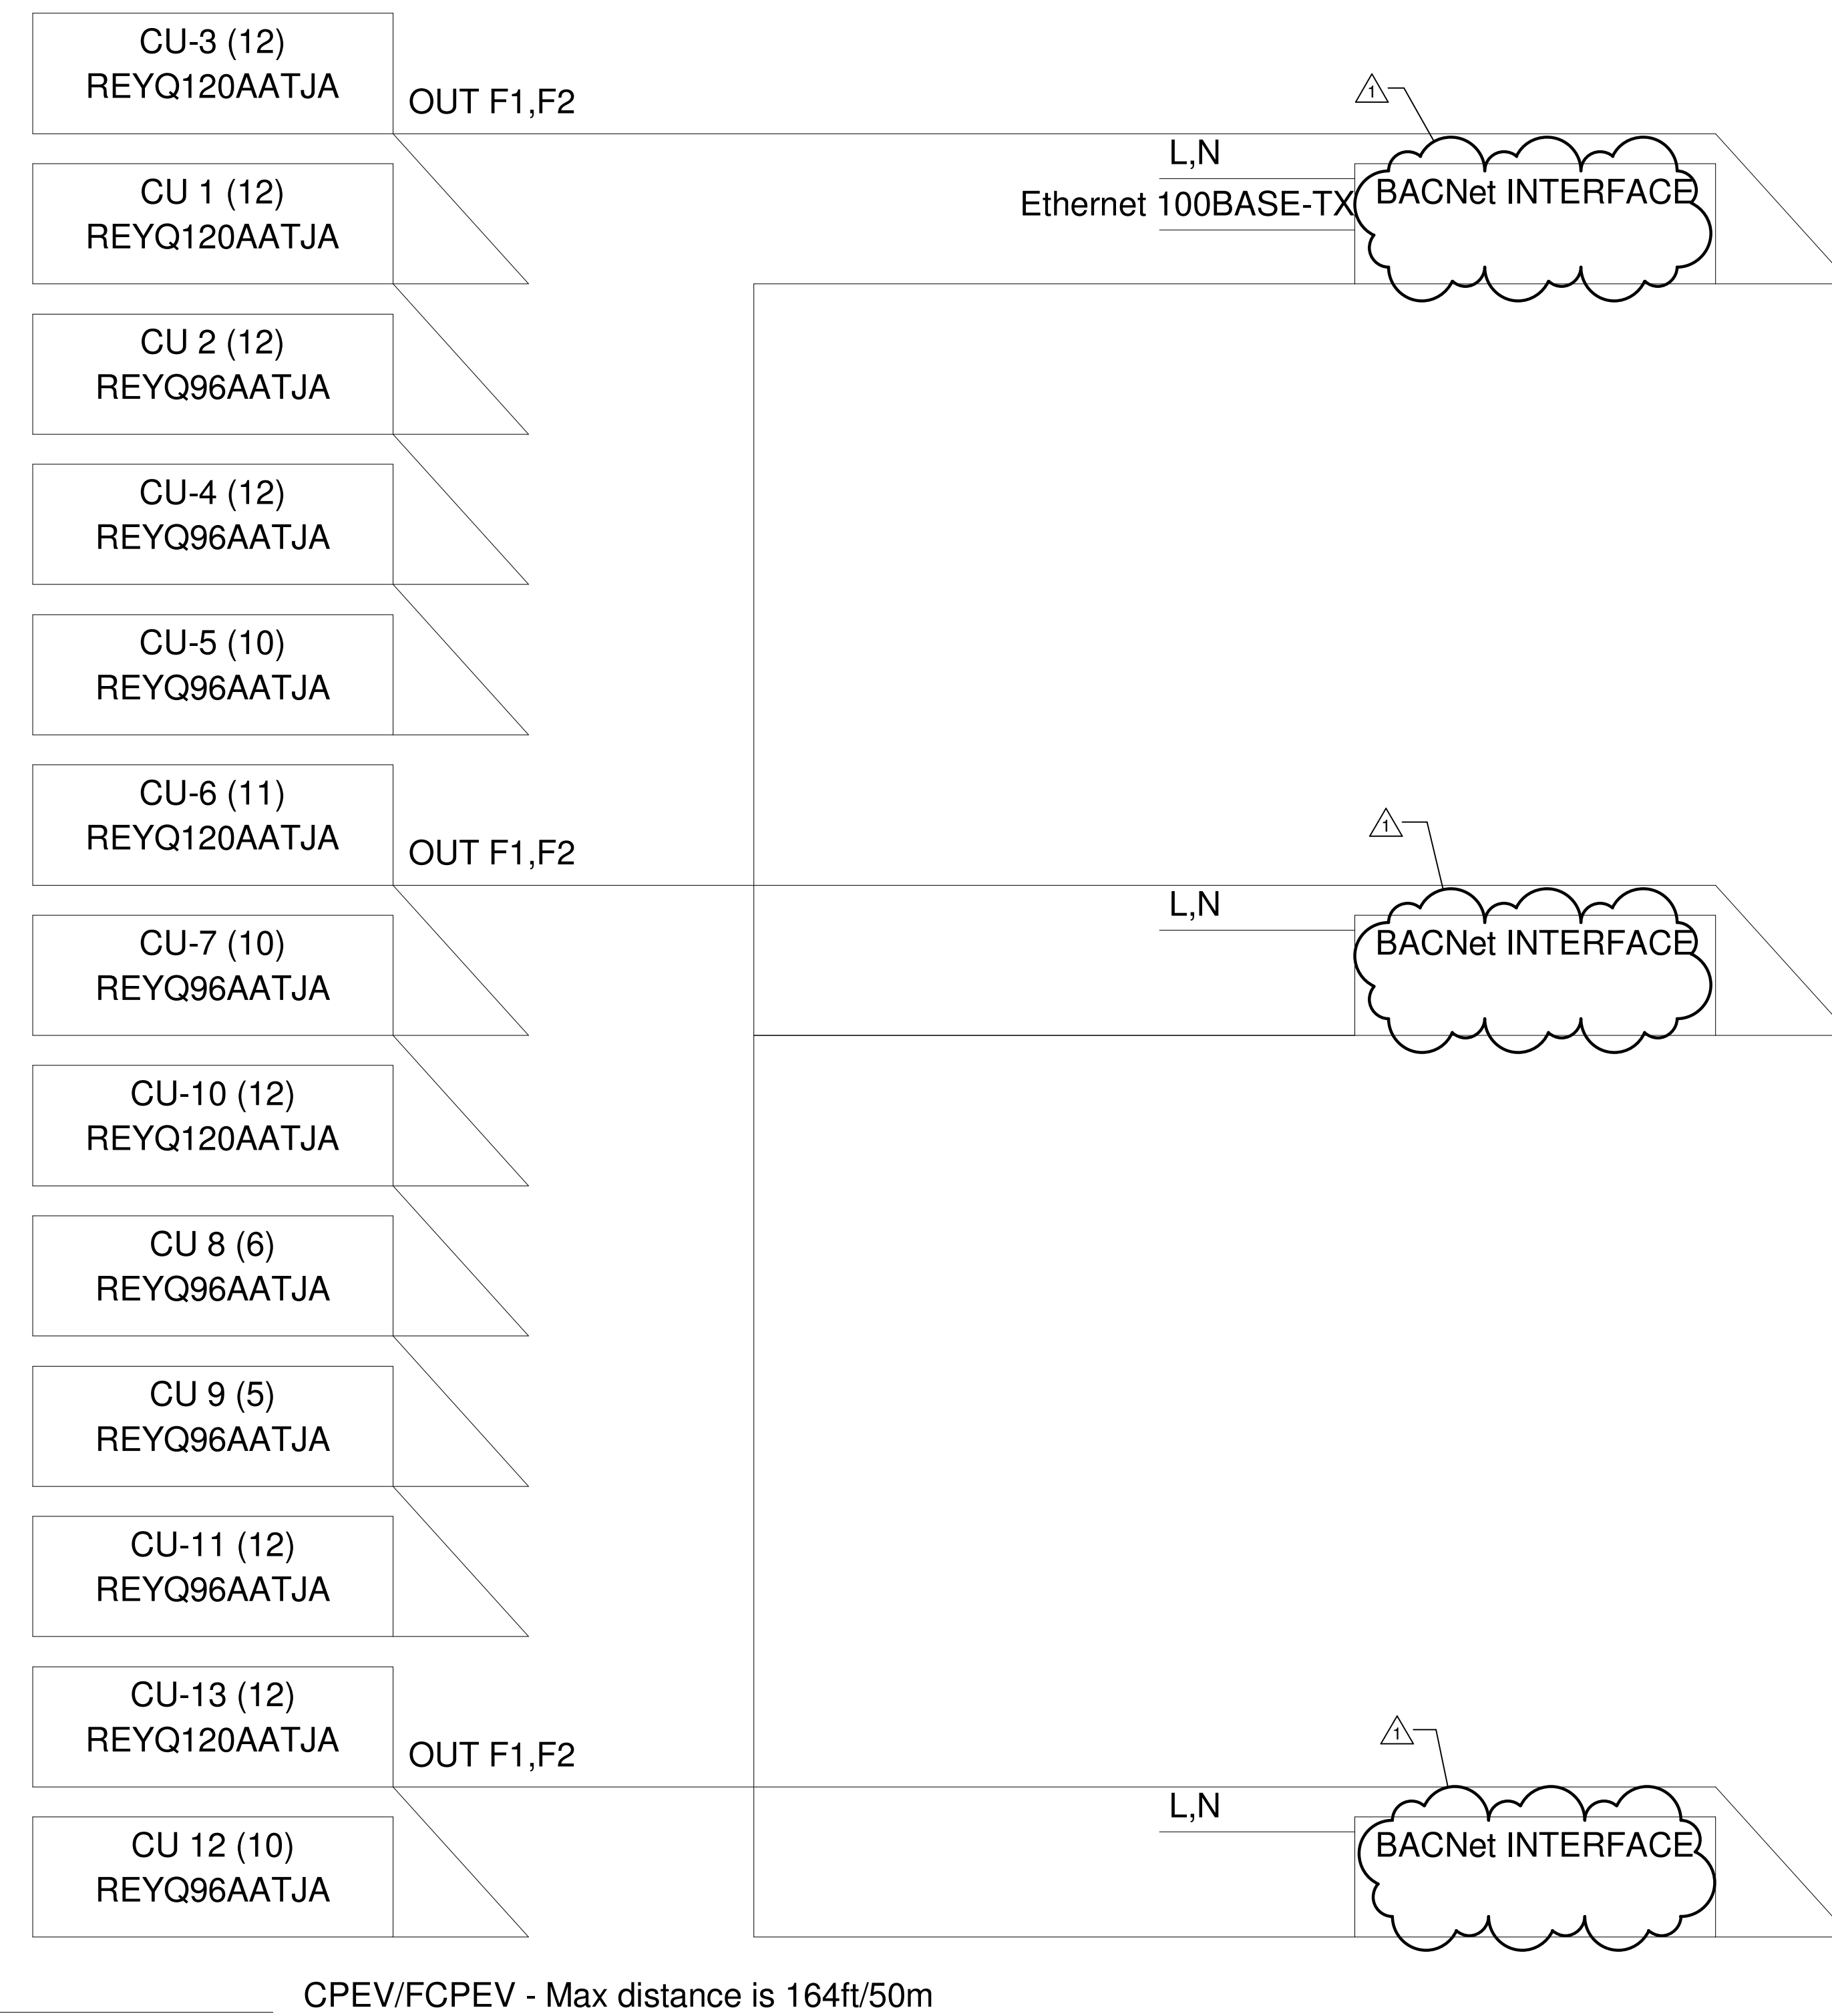 CU-3 (12)
REYQ120AATJA
OUT F1,F2
1
L,N
Ethernet 100BASE-TX
BACNet INTERFACE
CU 1 (12)
REYQ120AATJA
CU 2 (12)
REYQ96AATJA
CU-4 (12)
REYQ96AATJA
CU-5 (10)
REYQ96AATJA
CU-6 (11)
REYQ120AATJA
OUT F1,F2
1
L,N
BACNet INTERFACE
CU-7 (10)
REYQ96AATJA
CU-10 (12)
REYQ120AATJA
CU 8 (6)
REYQ96AATJA
CU 9 (5)
REYQ96AATJA
CU-11 (12)
REYQ96AATJA
CU-13 (12)
REYQ120AATJA
OUT F1,F2
1
L,N
BACNet INTERFACE
CU 12 (10)
REYQ96AATJA
CPEV/FCPEV - Max distance is 164ft/50m